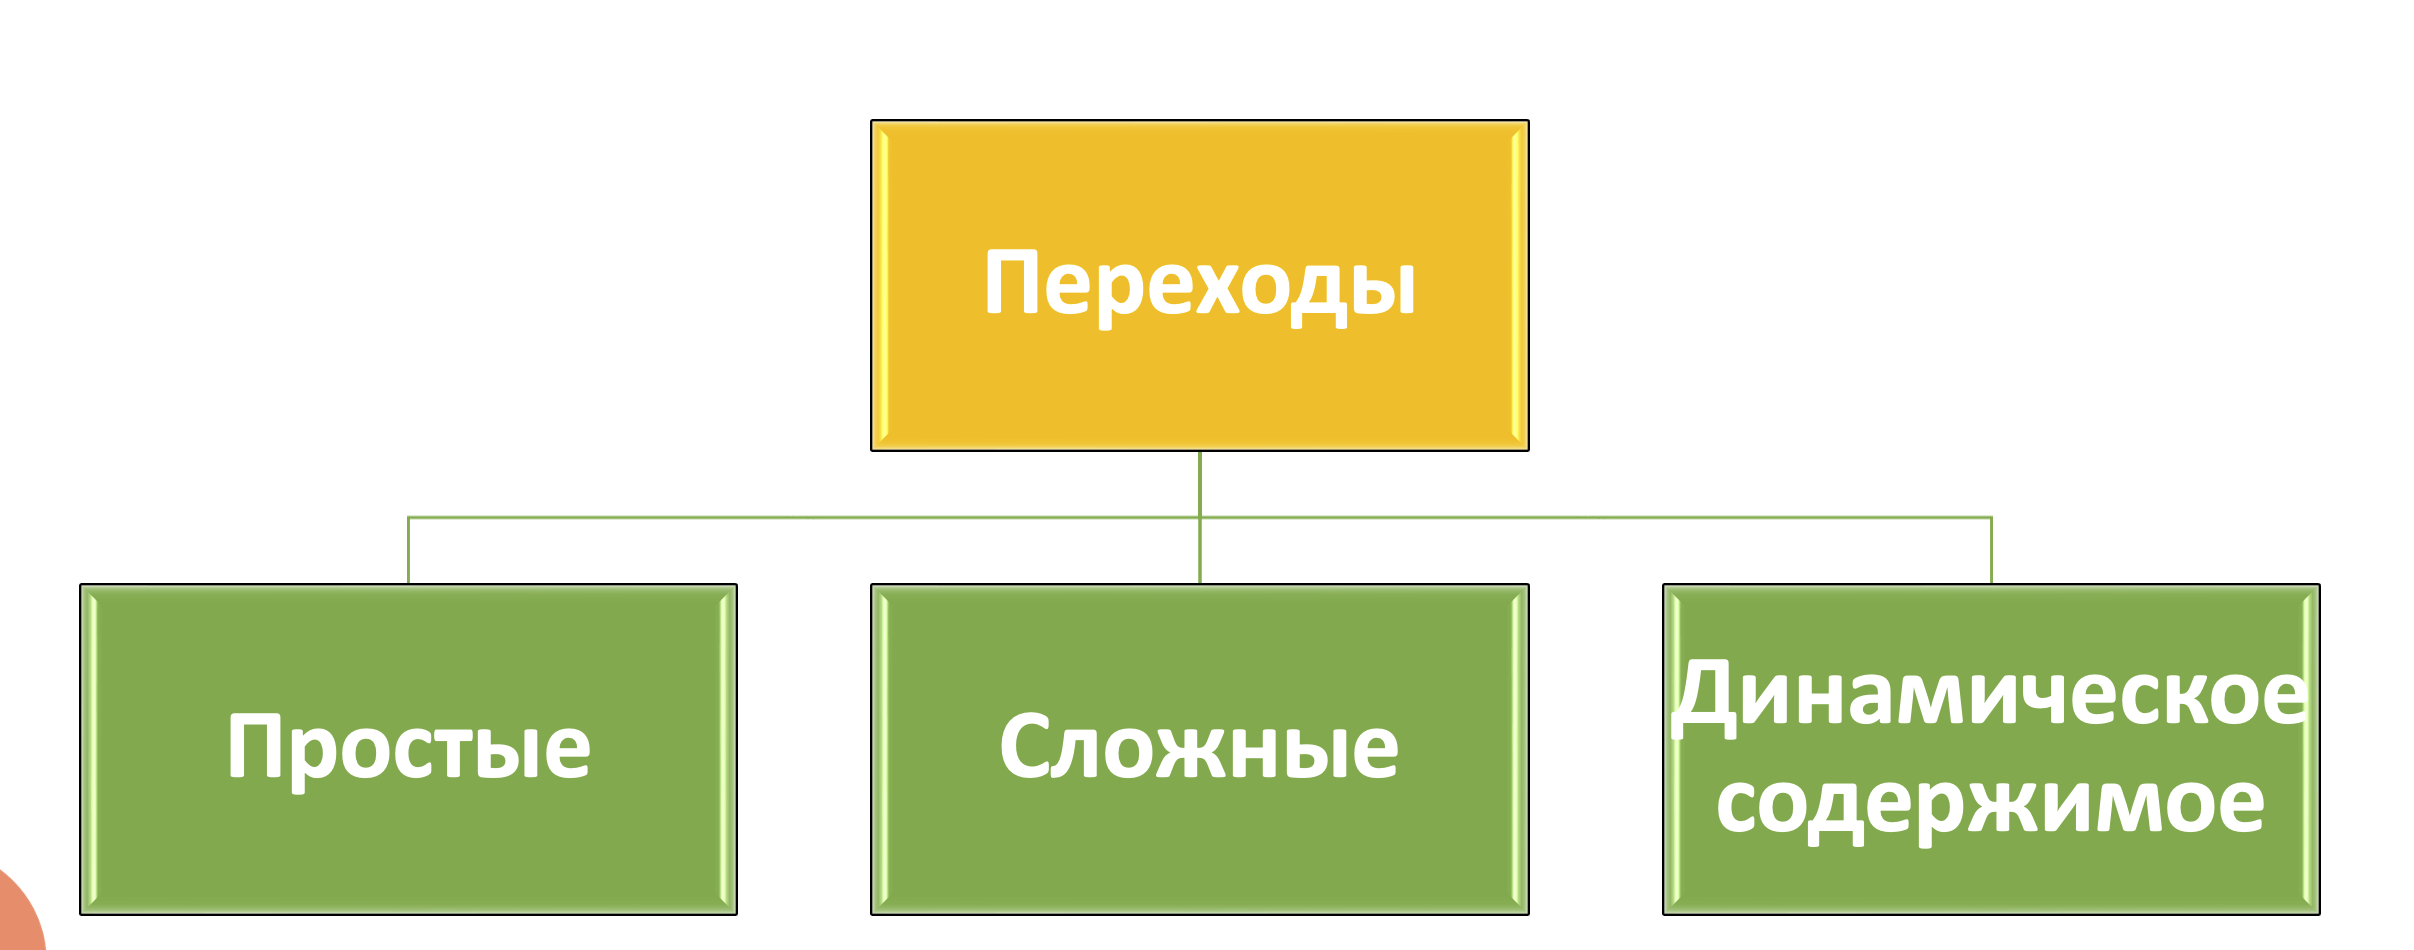 Переходы
Простые
Сложные
Динамическое
содержимое